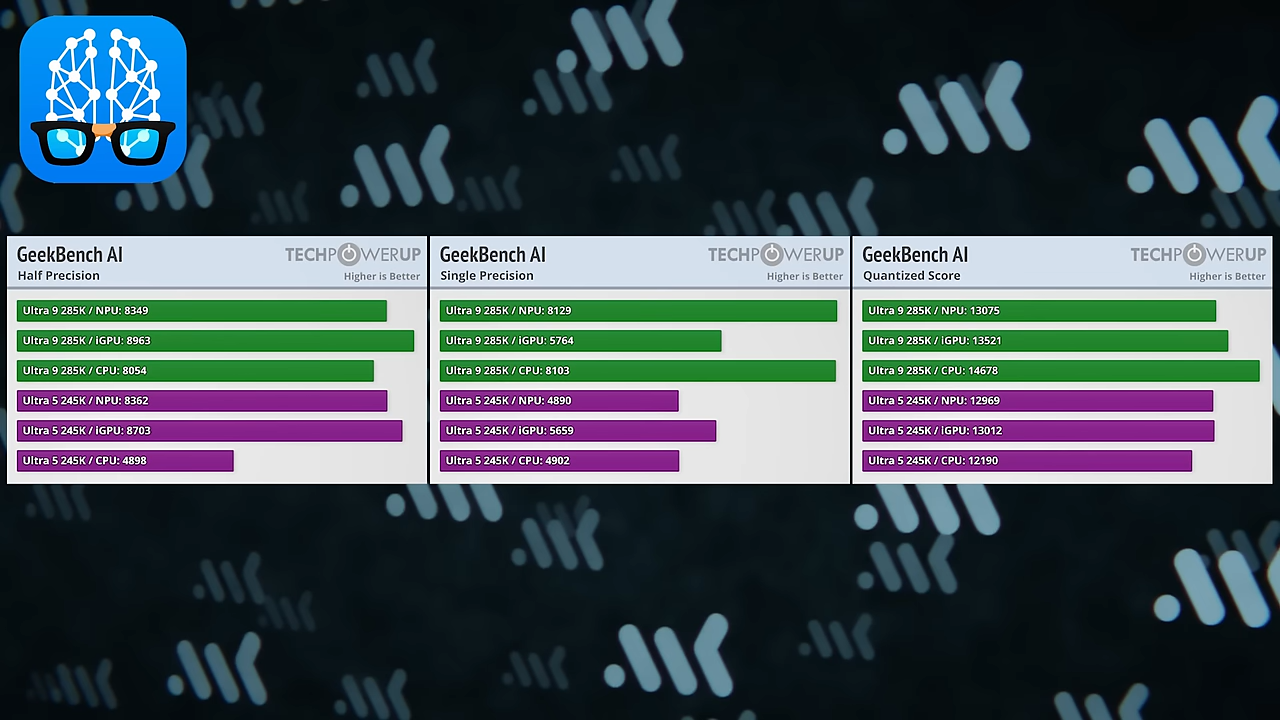 GeekBench AI
TECHPOWERUP
Half Precision
Higher is Better
Ultra 9 285K / NPU: 8349
Ultra 9 285K / iGPU: 8963
Ultra 9 285K / CPU: 8054
Ultra 5 245K / NPU: 8362
Ultra 5 245K / iGPU: 8703
Ultra 5 245K / CPU: 4898
GeekBench AI
TECHPOWERUP
Single Precision
Higher is Better
Ultra 9 285K / NPU: 8129
Ultra 9 285K / iGPU: 5764
Ultra 9 285K / CPU: 8103
Ultra 5 245K / NPU: 4890
Ultra 5 245K / iGPU: 5659
Ultra 5 245K / CPU: 4902
GeekBench AI
TECHPOWERUP
Quantized Score
Higher is Better
Ultra 9 285K / NPU: 13075
Ultra 9 285K / iGPU: 13521
Ultra 9 285K / CPU: 14678
Ultra 5 245K / NPU: 12969
Ultra 5 245K / iGPU: 13012
Ultra 5 245K / CPU: 12190